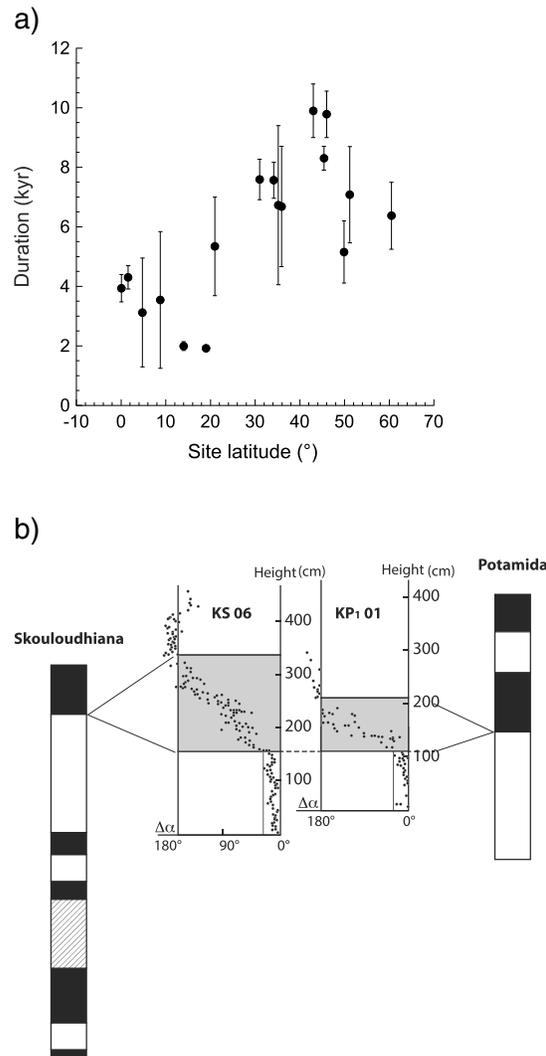 a)
12
10
8
6
4
2
0
Duration (kyr)
-10 0 10 20 30 40 50 60 70
Site latitude (°)
b)
Skouloudhiana
Height(cm)
KS 06
400
300
200
100
Δα
180° 90° 0°
Height (cm)
KP1 01
400
300
200
100
Δα
180° 0°
Potamida